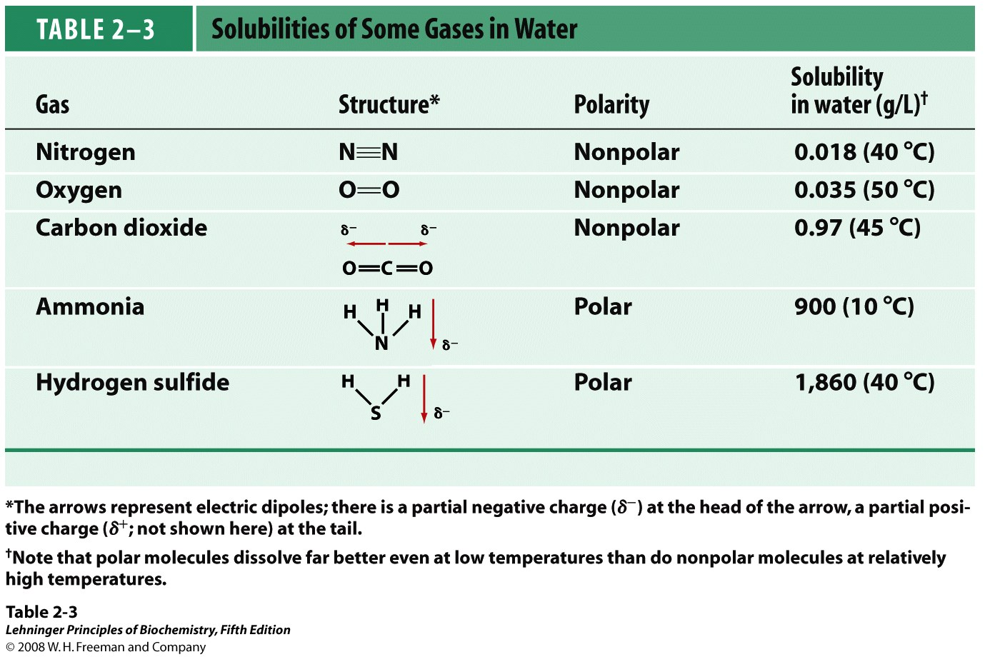 TABLE 2–3 Solubilities of Some Gases in Water
Solubility
Gas Structure* Polarity in water (g/L)†
Nitrogen N≡N Nonpolar 0.018 (40 °C)
Oxygen O=O Nonpolar 0.035 (50 °C)
Carbon dioxide δ− δ− Nonpolar 0.97 (45 °C)
O=C=O
Ammonia H H H Polar 900 (10 °C)
N δ−
Hydrogen sulfide H H Polar 1,860 (40 °C)
S δ−
*The arrows represent electric dipoles; there is a partial negative charge (δ−) at the head of the arrow, a partial posi-
tive charge (δ+; not shown here) at the tail.
†Note that polar molecules dissolve far better even at low temperatures than do nonpolar molecules at relatively
high temperatures.
Table 2-3
Lehninger Principles of Biochemistry, Fifth Edition
© 2008 W. H. Freeman and Company